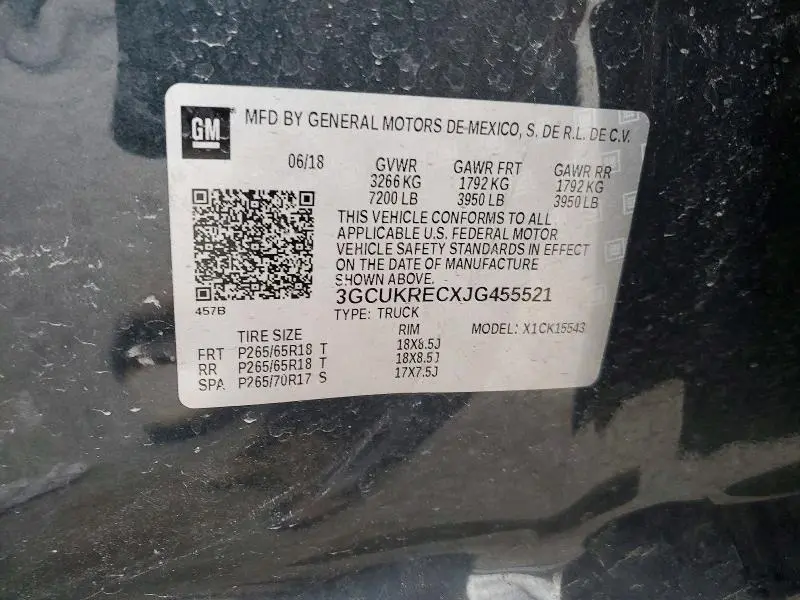 GM
MFD BY GENERAL MOTORS DE MEXICO, S. DE R.L. DE C.V.
06/18 GVWR GAWR FRT GAWR RR
3266 KG 1792 KG 1792 KG
7200 LB 3950 LB 3950 LB
THIS VEHICLE CONFORMS TO ALL
APPLICABLE U.S. FEDERAL MOTOR
VEHICLE SAFETY STANDARDS IN EFFECT
ON THE DATE OF MANUFACTURE
SHOWN ABOVE.
3GCUKRECXJG455521
457B TYPE: TRUCK MODEL: X1CK15543
TIRE SIZE RIM
FRT P265/65R18 T 18X8.5J
RR P265/65R18 T 18X8.5J
SPA P265/70R17 S 17X7.5J